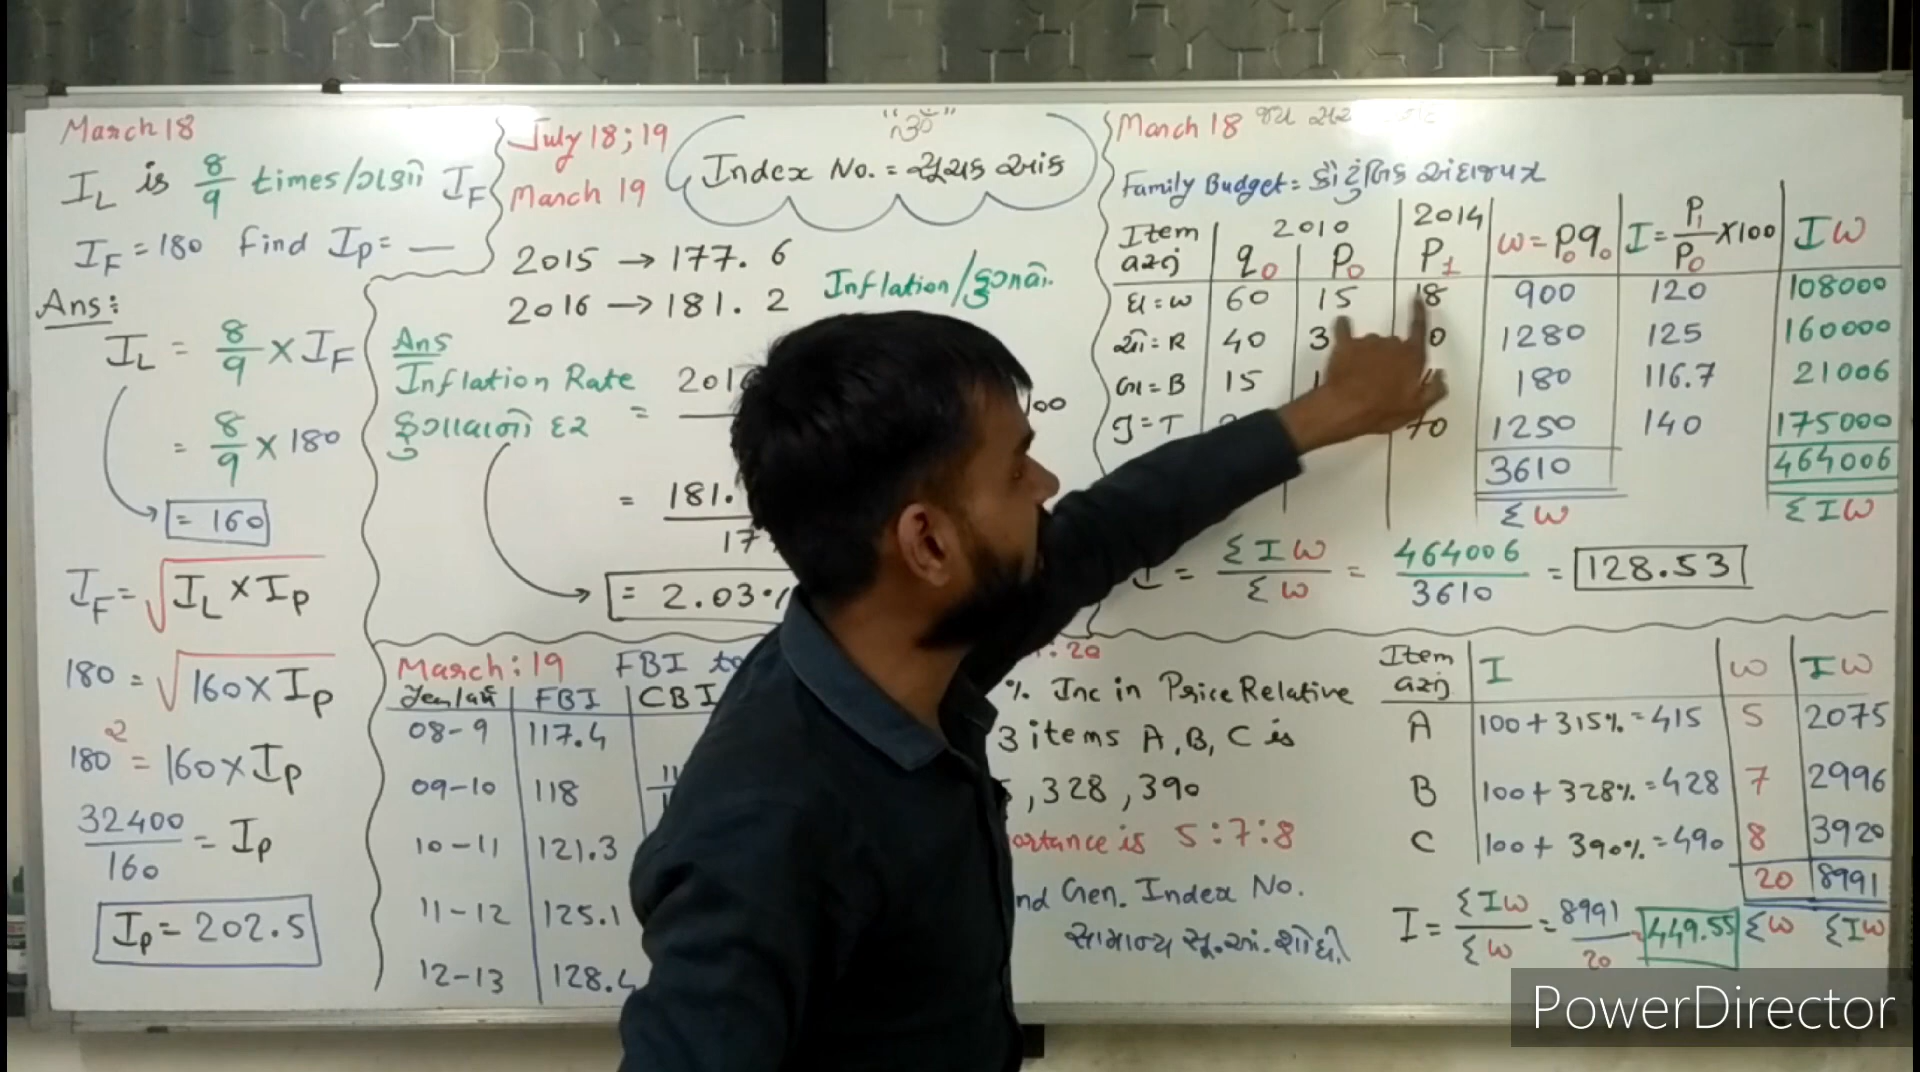 March 18
I_L is 8/9 times/ગણો I_F
I_F = 180 Find I_P = —
Ans:
I_L = 8/9 × I_F
= 8/9 × 180
= 160
I_F = √I_L × I_P
180 = √160 × I_P
180² = 160 × I_P
32400/160 = I_P
I_P = 202.5
July 18; 19
March 19
"ૐ"
Index No. = સૂચક આંક
2015 → 177.6
2016 → 181.2
Inflation/ફુગાવો
Ans
Inflation Rate
ફુગાવાનો દર
=
= 181.
17
= 2.03%
March: 19 FBI to
Year/વર્ષ FBI CBI
08-9 117.4
09-10 118
10-11 121.3
11-12 125.1
12-13 128.4
March 18 જય
Family Budget = કૌટુંબિક અંદાજપત્ર
Item 2010 2014 w = P₀q₀ I = P₁/P₀ × 100 Iw
q₀ P₀ P₁
ઘ = W 60 15 18 900 120 108000
= R 40 3 0 1280 125 160000
બા = B 15 1 180 116.7 21006
તુ = T 70 1250 140 175000
3610 464006
Σw ΣIw
I = ΣIw/Σw = 464006/3610 = 128.53
: 20
% Inc in Price Relative
3 items A, B, C is
, 328, 390
ortance is 5:7:8
nd Gen. Index No.
સામાન્ય સૂ. આં. શોધો
Item I w Iw
A 100 + 315% = 415 5 2075
B 100 + 328% = 428 7 2996
C 100 + 390% = 490 8 3920
20 8991
I = ΣIw/Σw = 8991/20 = 449.55 Σw ΣIw
PowerDirector